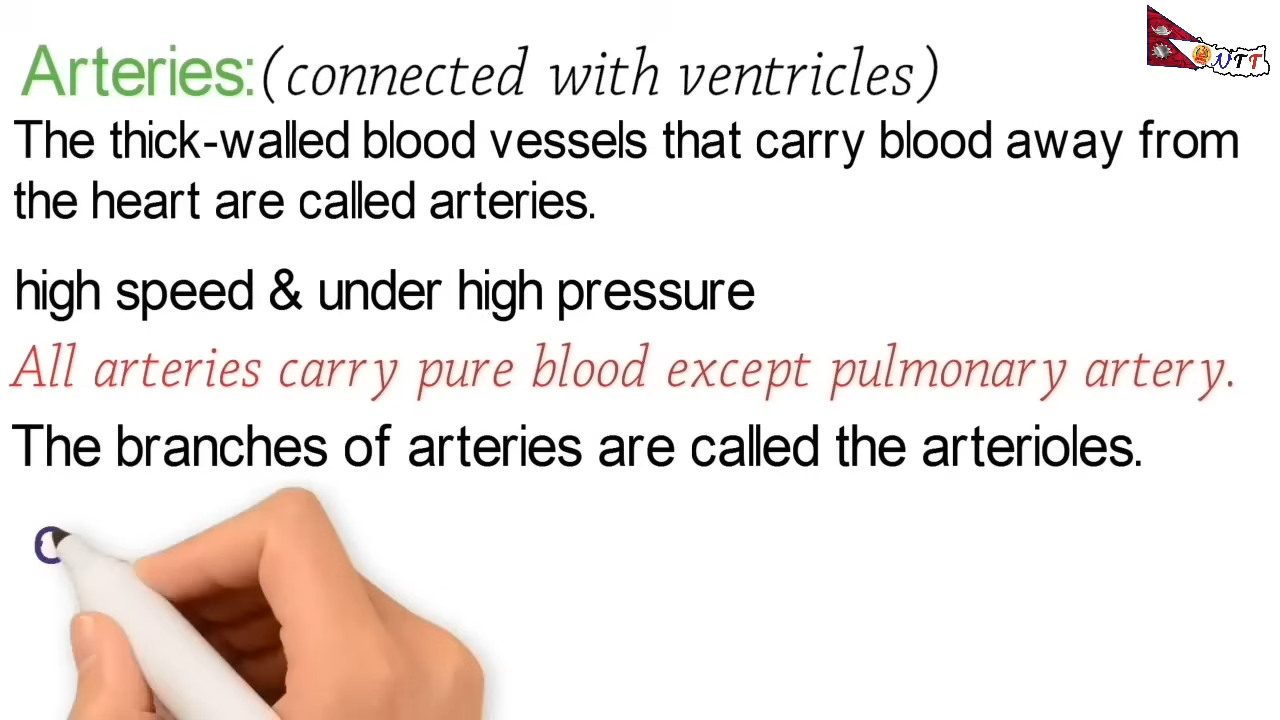 Arteries:(connected with ventricles)
The thick-walled blood vessels that carry blood away from
the heart are called arteries.
high speed & under high pressure
All arteries carry pure blood except pulmonary artery.
The branches of arteries are called the arterioles.
NTT